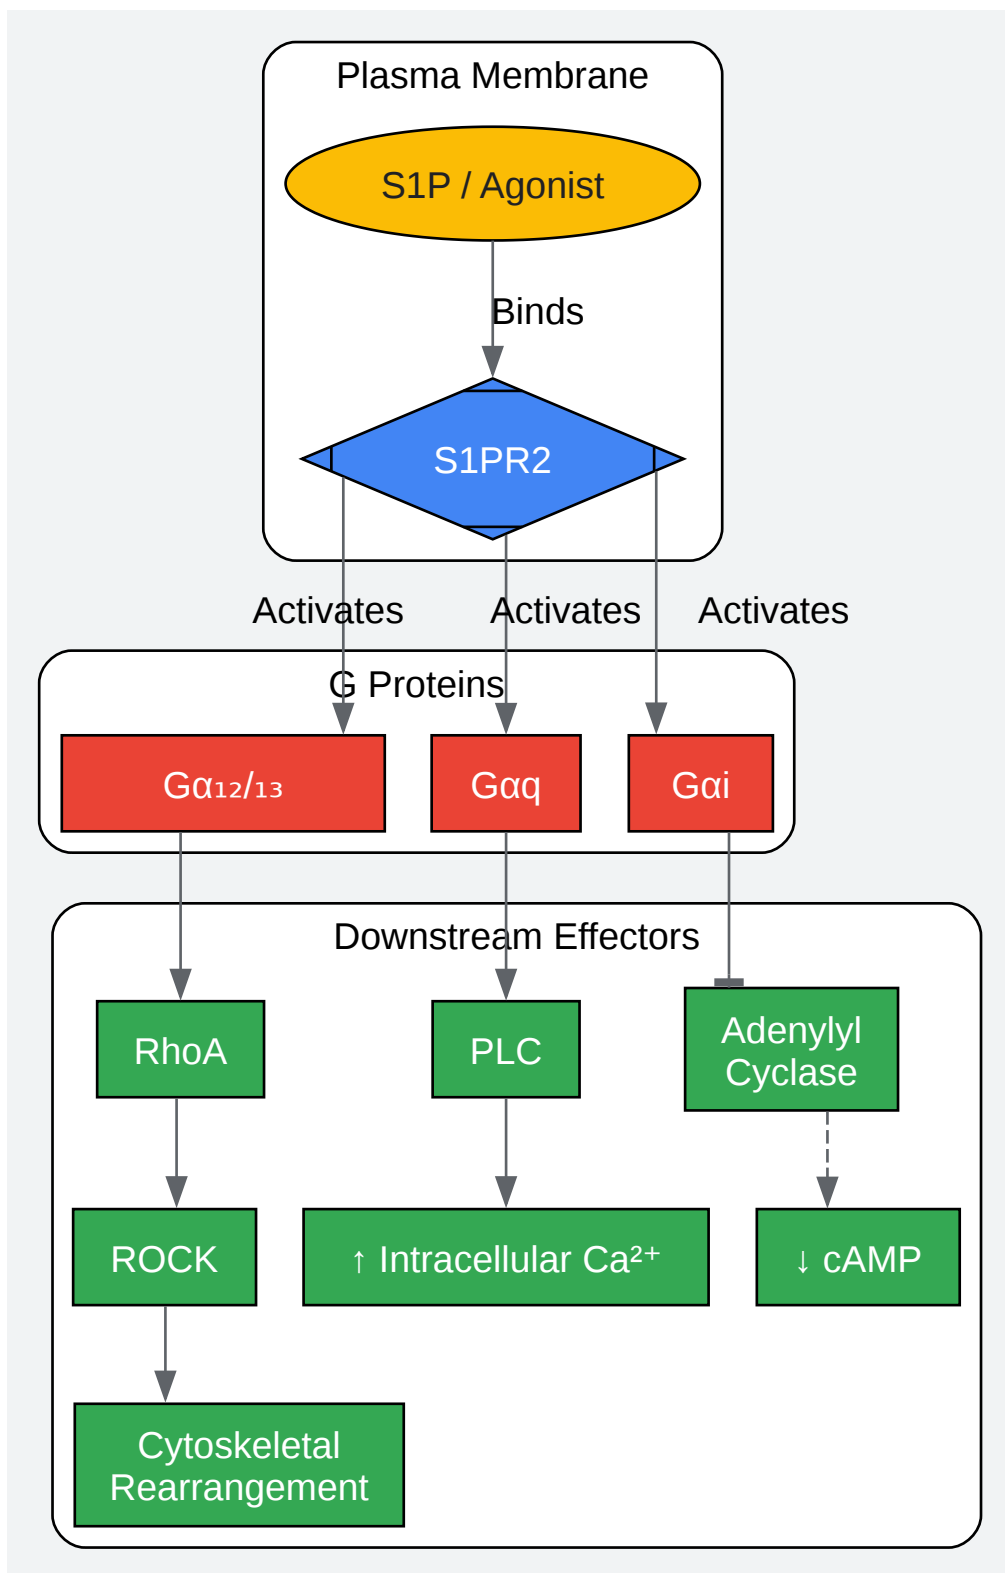 Plasma Membrane
S1P / Agonist
Binds
S1PR2
Activates
Activates
Activates
G Proteins
Gα₁₂/₁₃
Gαq
Gαi
Downstream Effectors
RhoA
PLC
Adenylyl
Cyclase
ROCK
↑ Intracellular Ca²⁺
↓ cAMP
Cytoskeletal
Rearrangement